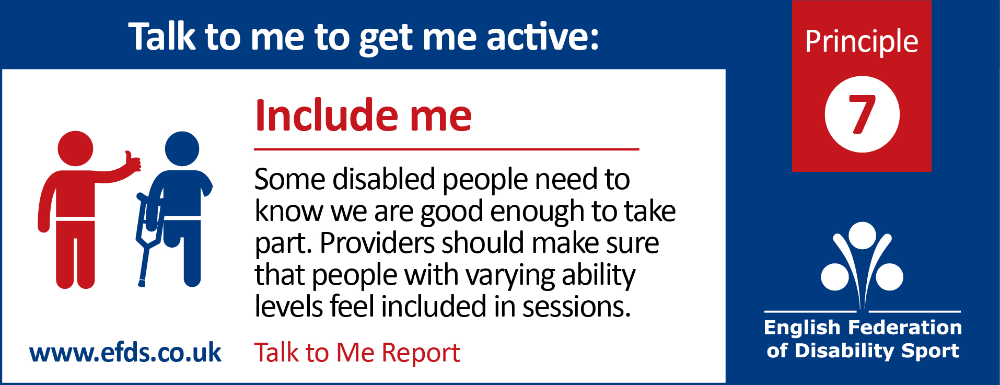 Talk to me to get me active:
Principle
7
Include me
Some disabled people need to
know we are good enough to take
part. Providers should make sure
that people with varying ability
levels feel included in sessions.
www.efds.co.uk
Talk to Me Report
English Federation
of Disability Sport